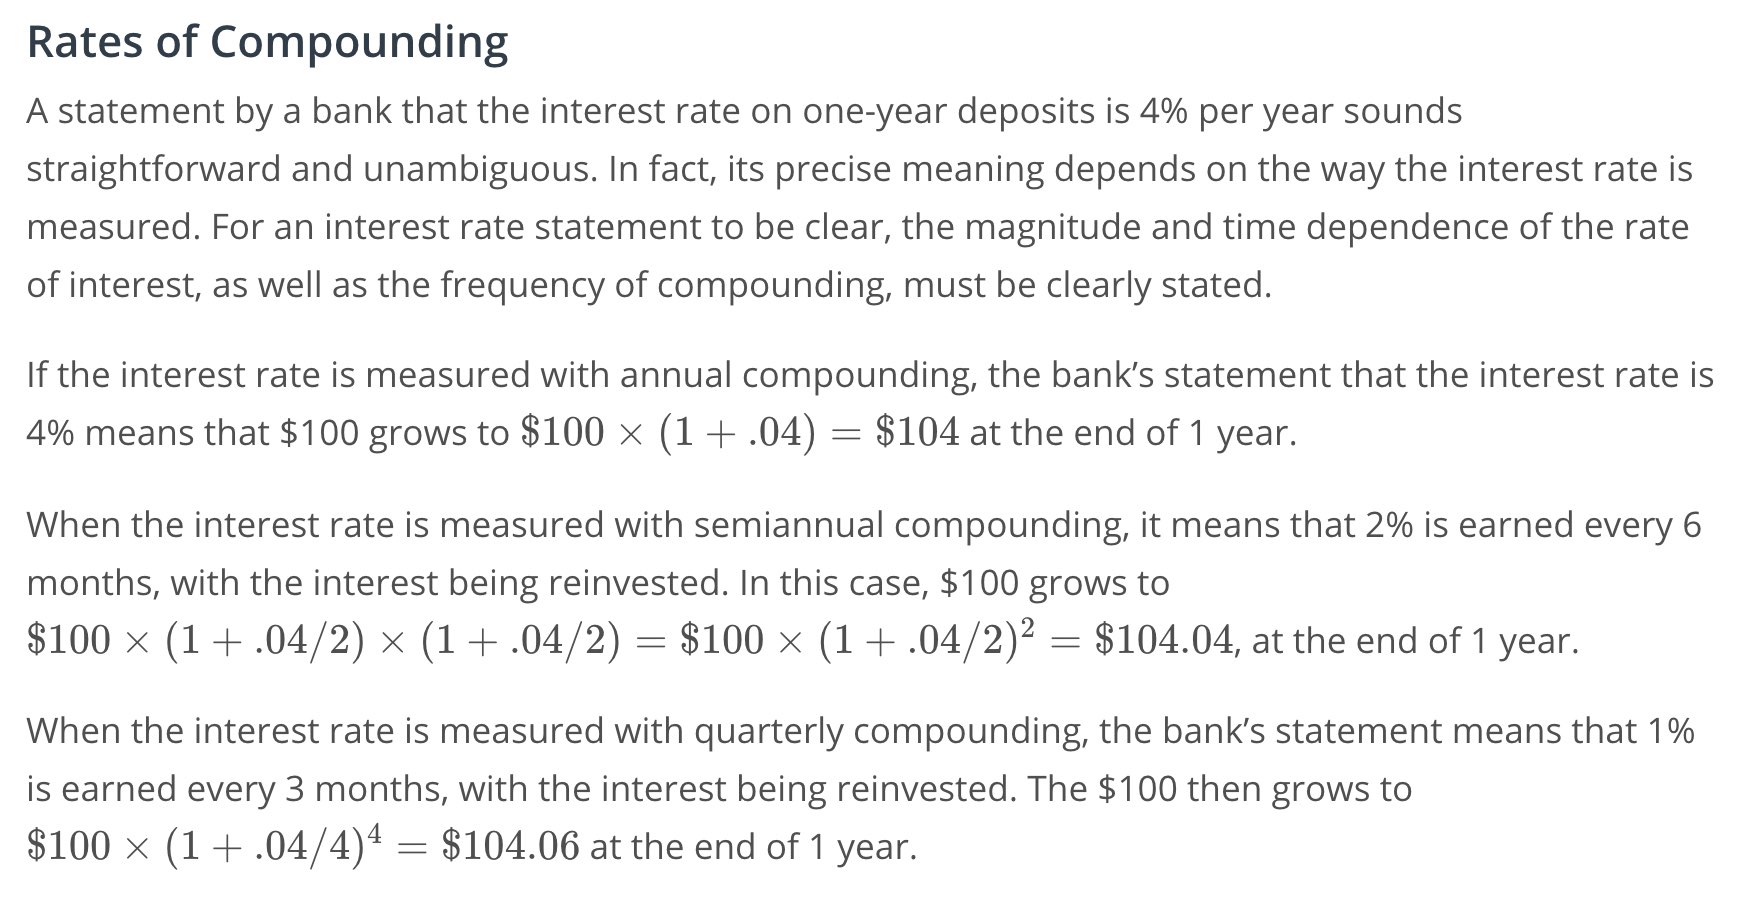 Rates of Compounding
A statement by a bank that the interest rate on one-year deposits is 4% per year sounds
straightforward and unambiguous. In fact, its precise meaning depends on the way the interest rate is
measured. For an interest rate statement to be clear, the magnitude and time dependence of the rate
of interest, as well as the frequency of compounding, must be clearly stated.
If the interest rate is measured with annual compounding, the bank’s statement that the interest rate is
4% means that $100 grows to $100 × (1 + .04) = $104 at the end of 1 year.
When the interest rate is measured with semiannual compounding, it means that 2% is earned every 6
months, with the interest being reinvested. In this case, $100 grows to
$100 × (1 + .04/2) × (1 + .04/2) = $100 × (1 + .04/2)² = $104.04, at the end of 1 year.
When the interest rate is measured with quarterly compounding, the bank’s statement means that 1%
is earned every 3 months, with the interest being reinvested. The $100 then grows to
$100 × (1 + .04/4)⁴ = $104.06 at the end of 1 year.